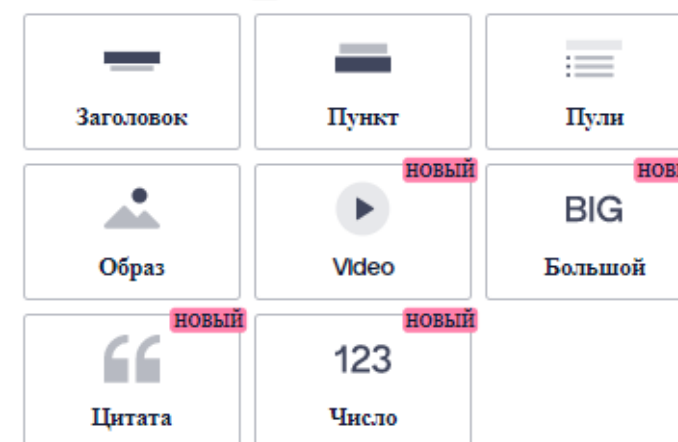 Заголовок
Пункт
Пули
НОВЫЙ
Образ
Video
BIG
Большой
НОВЫЙ
НОВЫЙ
Цитата
123
Число